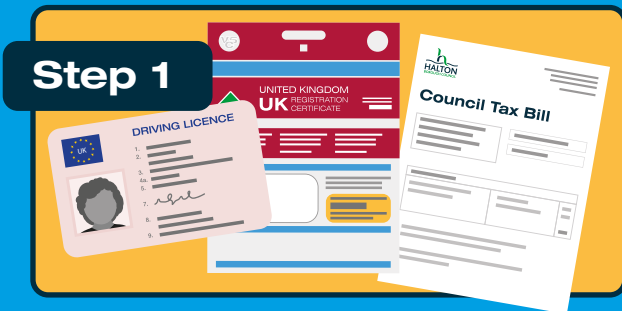 Step 1
DRIVING LICENCE
UK
1.
2.
3.
4a.
5.
7.
8.
9.
UNITED KINGDOM
UK REGISTRATION
CERTIFICATE
HALTON
BOROUGH COUNCIL
Council Tax Bill